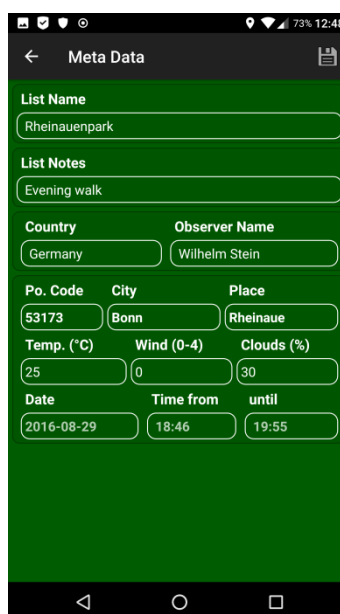 73% 12:48
Meta Data
List Name
Rheinauenpark
List Notes
Evening walk
Country Observer Name
Germany Wilhelm Stein
Po. Code City Place
53173 Bonn Rheinaue
Temp. (°C) Wind (0-4) Clouds (%)
25 0 30
Date Time from until
2016-08-29 18:46 19:55